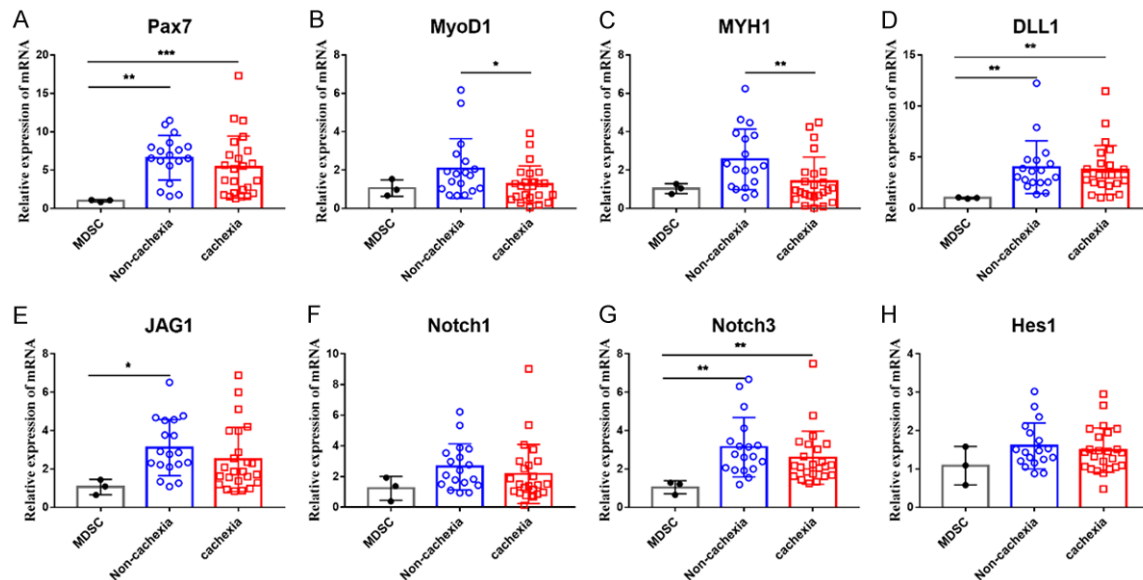 A
Pax7
Relative expression of mRNA
20
15
10
5
0
***
**
MDSC
Non-cachexia
cachexia
B
MyoD1
Relative expression of mRNA
8
6
4
2
0
*
MDSC
Non-cachexia
cachexia
C
MYH1
Relative expression of mRNA
8
6
4
2
0
**
MDSC
Non-cachexia
cachexia
D
DLL1
Relative expression of mRNA
15
10
5
0
**
**
MDSC
Non-cachexia
cachexia
E
JAG1
Relative expression of mRNA
8
6
4
2
0
*
MDSC
Non-cachexia
cachexia
F
Notch1
Relative expression of mRNA
10
8
6
4
2
0
MDSC
Non-cachexia
cachexia
G
Notch3
Relative expression of mRNA
8
6
4
2
0
**
**
MDSC
Non-cachexia
cachexia
H
Hes1
Relative expression of mRNA
4
3
2
1
0
MDSC
Non-cachexia
cachexia